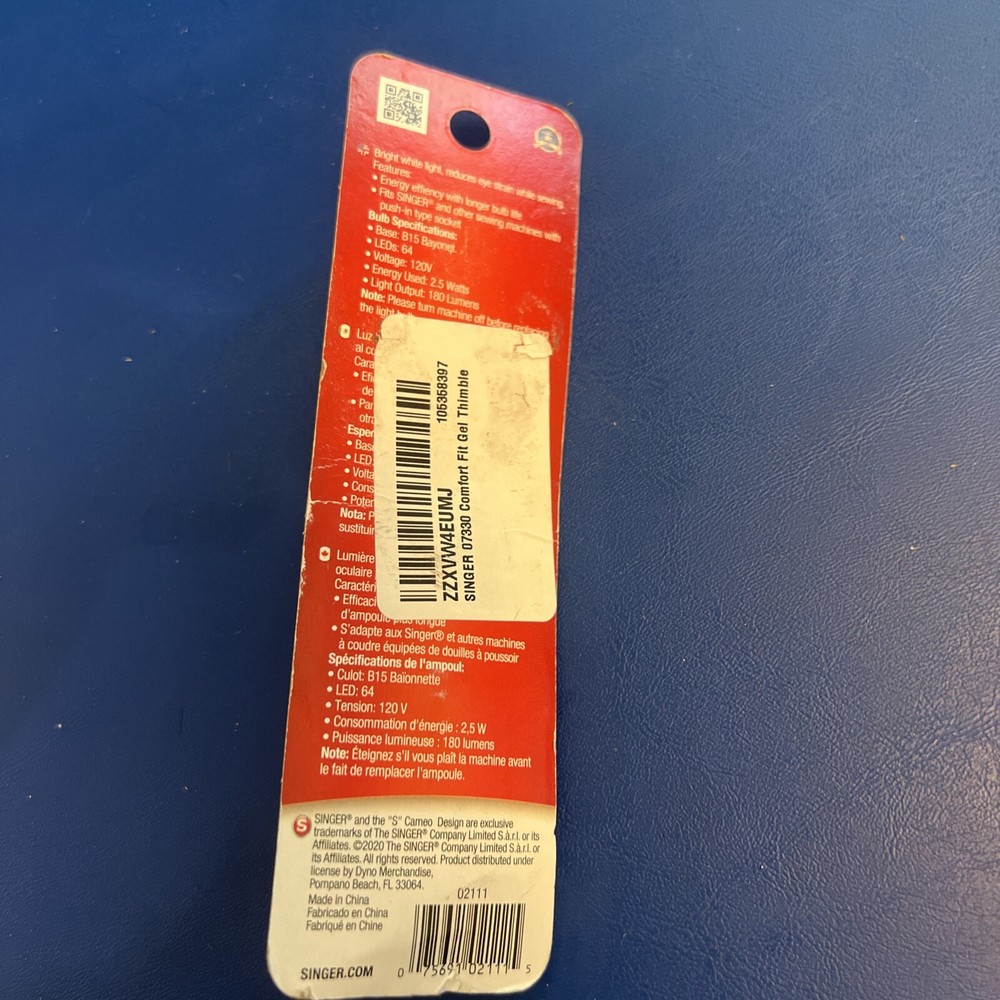 Bright white light, reduces eye strain while sewing
Features:
• Energy effiency with longer bulb life
• Fits SINGER® and other sewing machines with
push-in type socket
Bulb Specifications:
• Base: B15 Bayonet
• LEDs: 64
• Voltage: 120V
• Energy Used: 2.5 Watts
• Light Output: 180 Lumens
Note: Please turn machine off before replacing
the light
Luz
al
• LED
Nota:
105358397
ZZXVW4EUMJ
SINGER 07330 Comfort Fit Gel Thimble
Lumière
oculaire
• Efficaci
d'ampoule plus longue
• S'adapte aux Singer® et autres machines
à coudre équipées de douilles à poussoir
Spécifications de l'ampoul:
• Culot: B15 Baïonnette
• LED: 64
• Tension: 120 V
• Consommation d'énergie : 2,5 W
• Puissance lumineuse : 180 lumens
Note: Éteignez s'il vous plaît la machine avant
le fait de remplacer l'ampoule.
S
SINGER® and the "S" Cameo Design are exclusive
trademarks of The SINGER® Company Limited S.à.r.l. or its
Affiliates. ©2020 The SINGER® Company Limited S.à.r.l. or
its Affiliates. All rights reserved. Product distributed under
license by Dyno Merchandise,
Pompano Beach, FL 33064.
Made in China
Fabricado en China
Fabriqué en Chine
02111
SINGER.COM
0 75691 02111 5